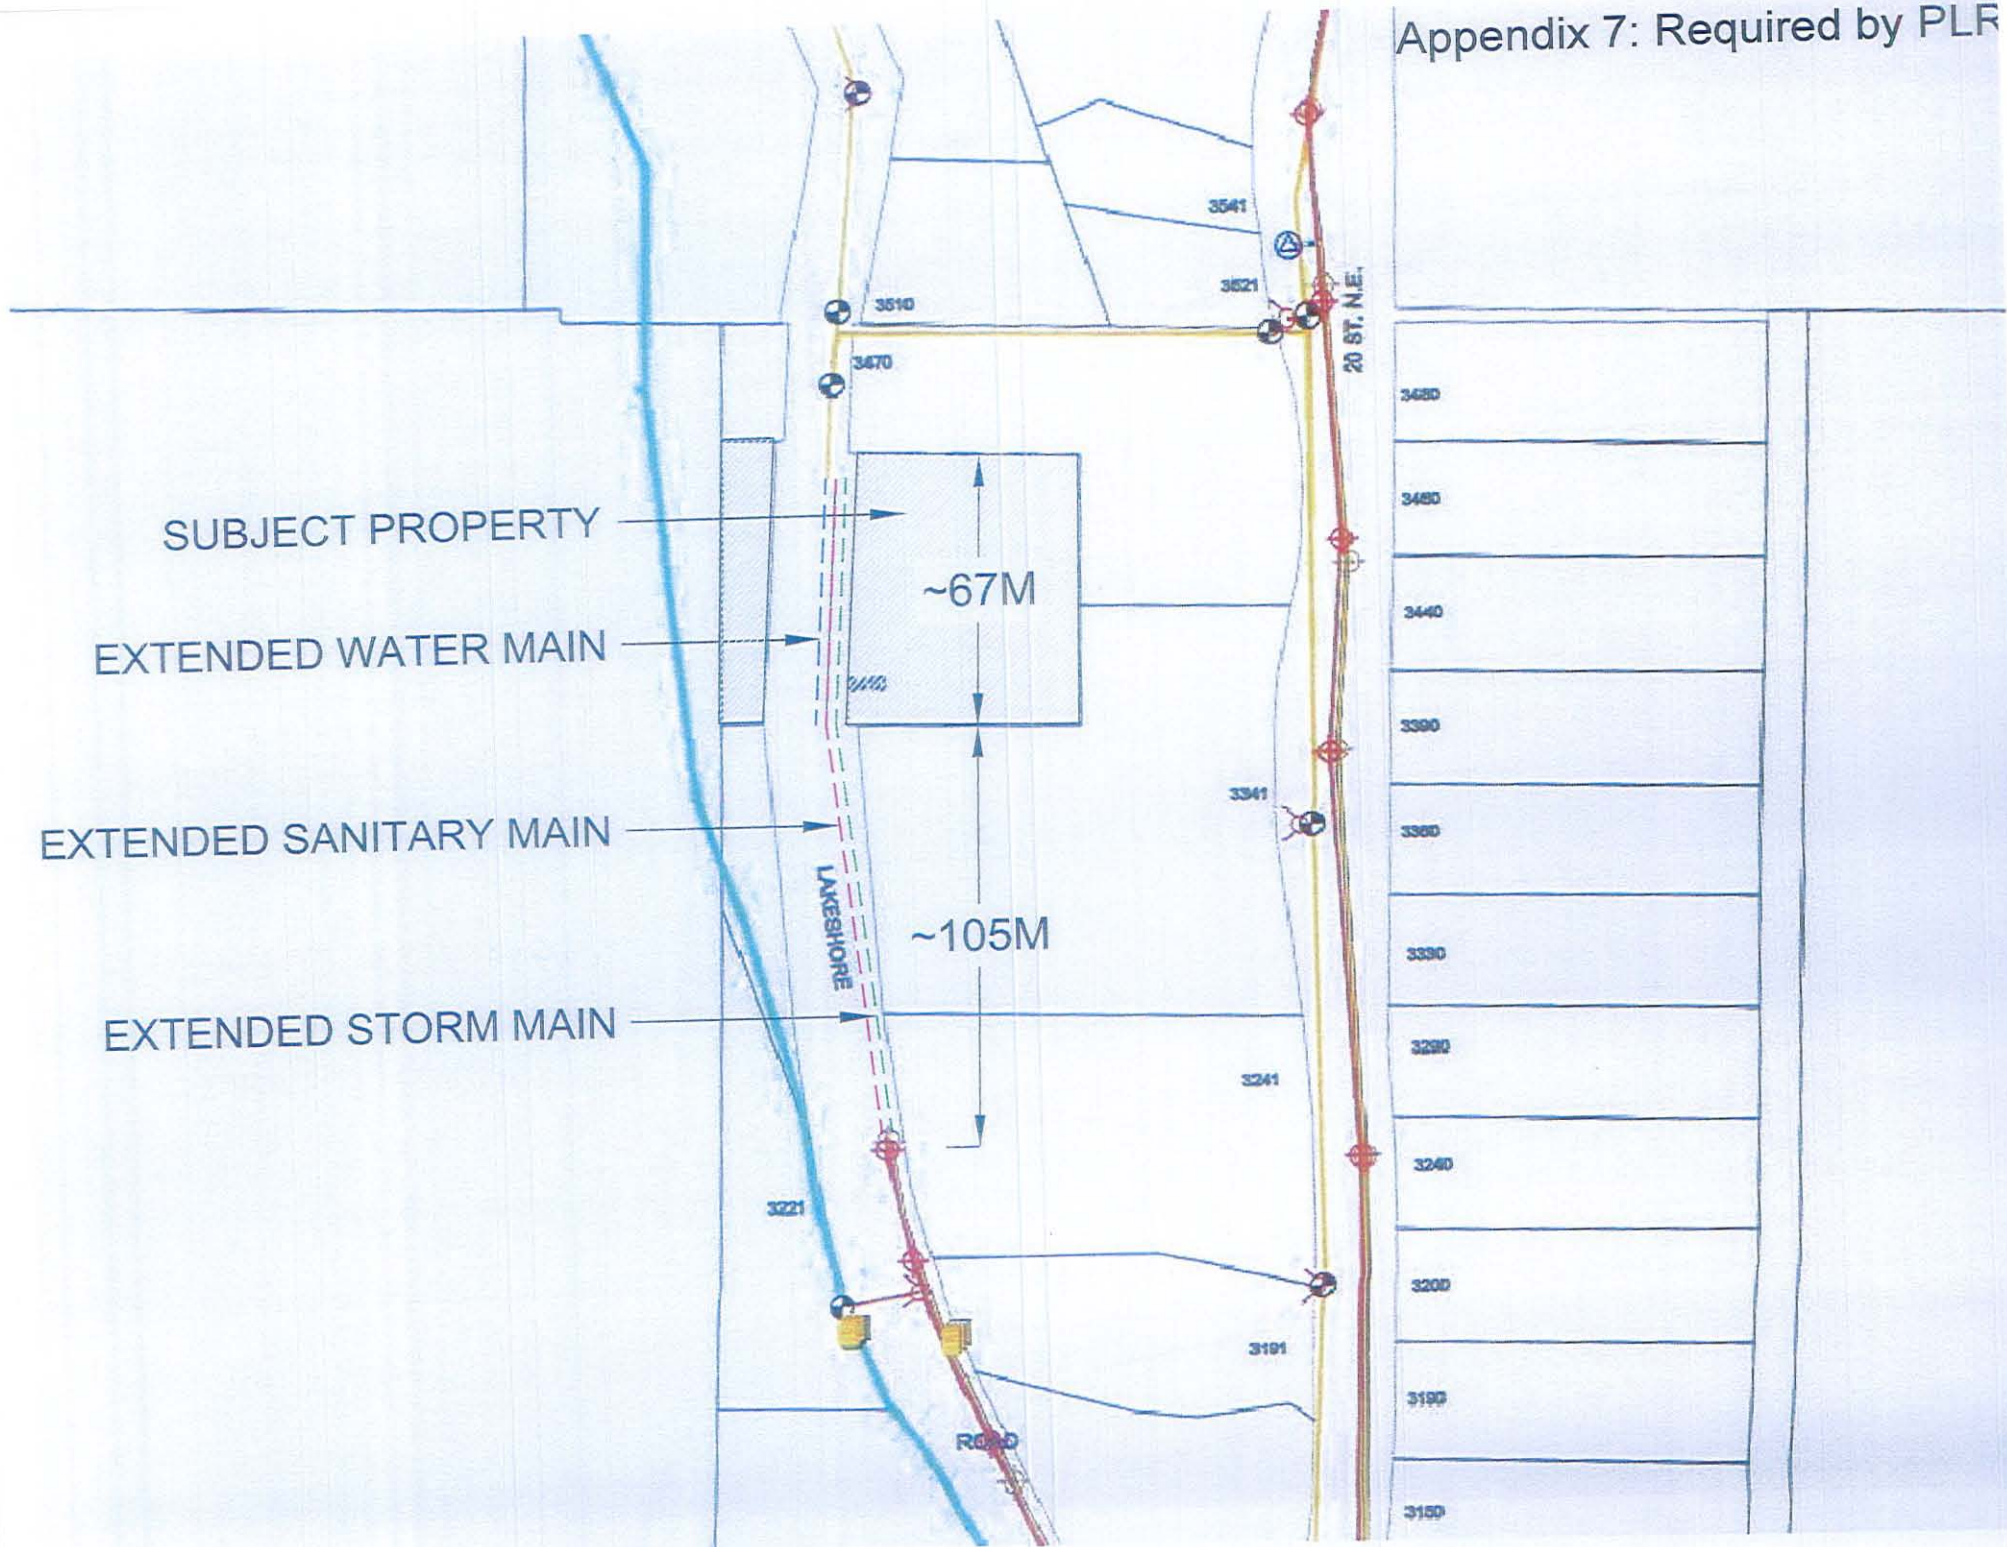 Appendix 7: Required by PLR
3541
3521
20 ST. N.E.
3510
3470
3480
3460
SUBJECT PROPERTY
~67M
3440
EXTENDED WATER MAIN
3410
3390
3341
EXTENDED SANITARY MAIN
3360
LAKESHORE
~105M
3330
EXTENDED STORM MAIN
3290
3241
3240
3221
3200
3191
3190
ROAD
3150